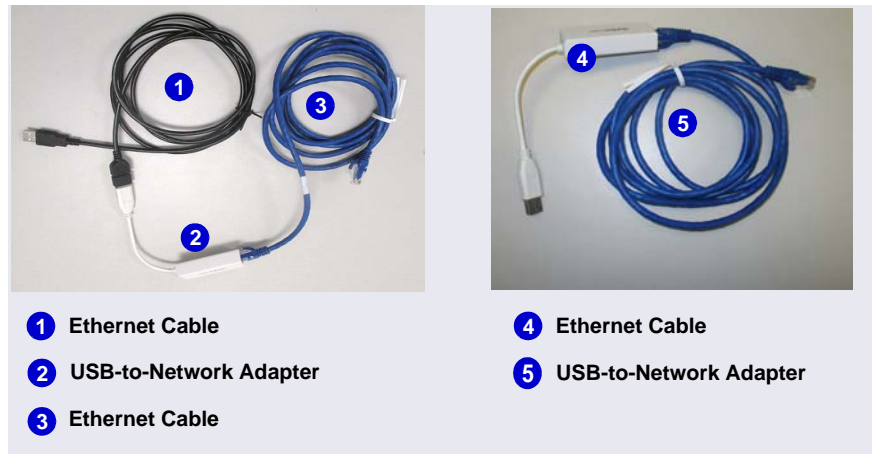 1
2
3
4
5
1 Ethernet Cable
2 USB-to-Network Adapter
3 Ethernet Cable
4 Ethernet Cable
5 USB-to-Network Adapter